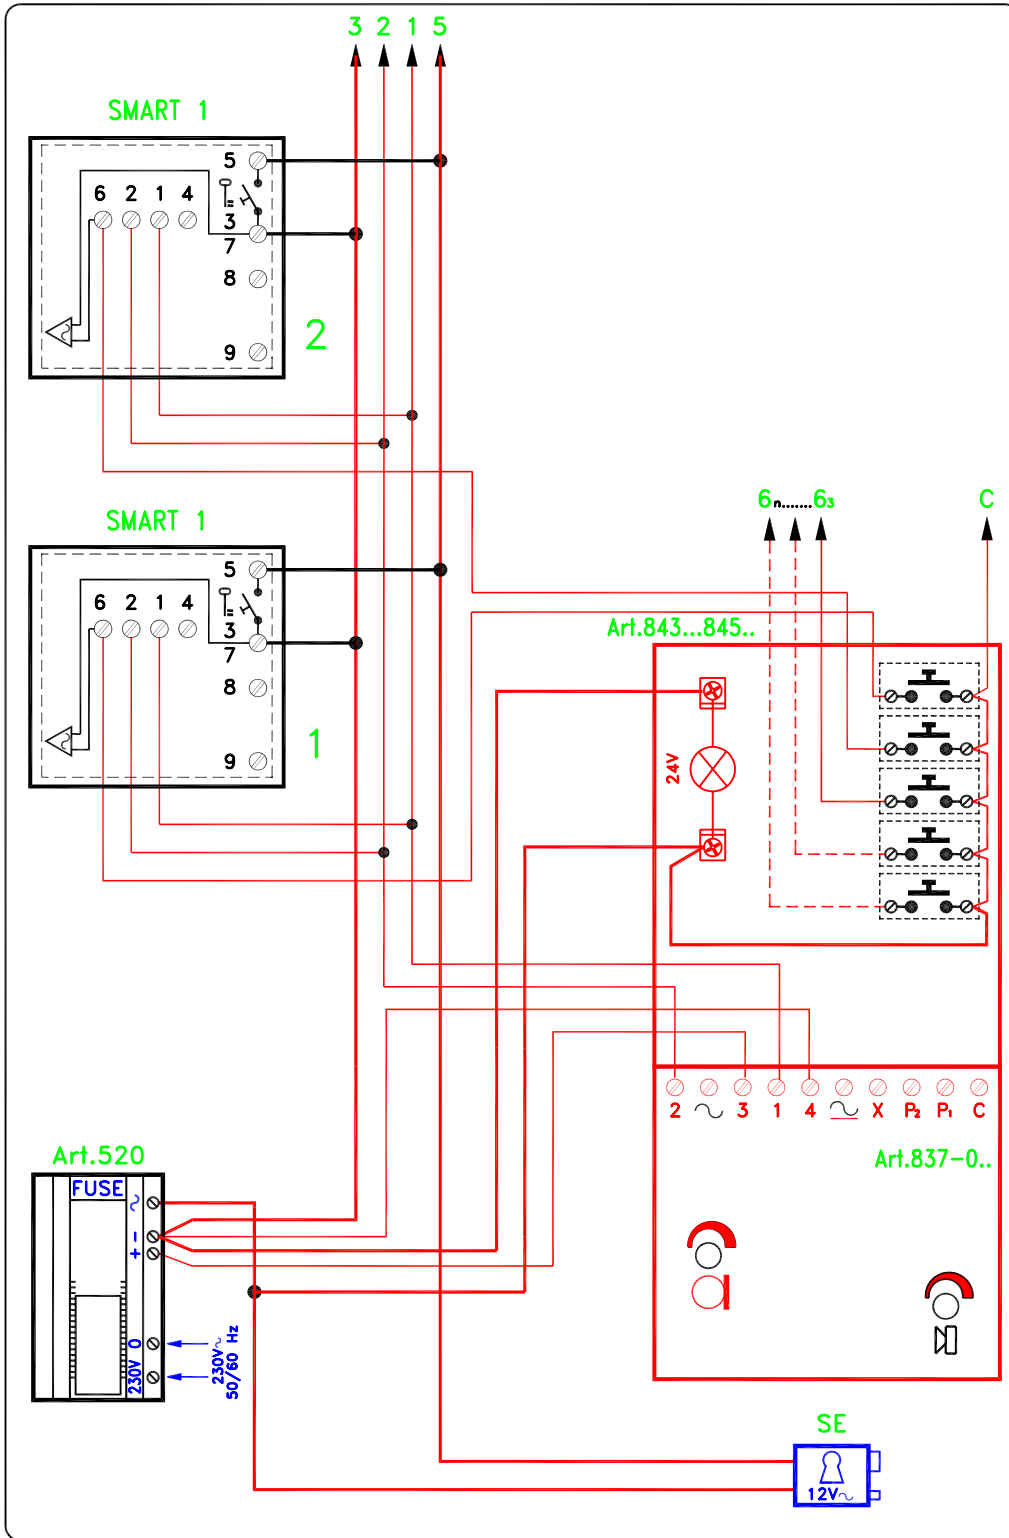 3 2 1 5
SMART 1
5
6 2 1 4
3
7
8
2
9
SMART 1
6n.......63 C
5
6 2 1 4
3
7
Art.843...845..
8
1
9
24V
2 ~ 3 1 4 ~ X P2 P1 C
Art.520
Art.837-0..
FUSE
~
-
+
0
230V
230V~
50/60 Hz
SE
12V~